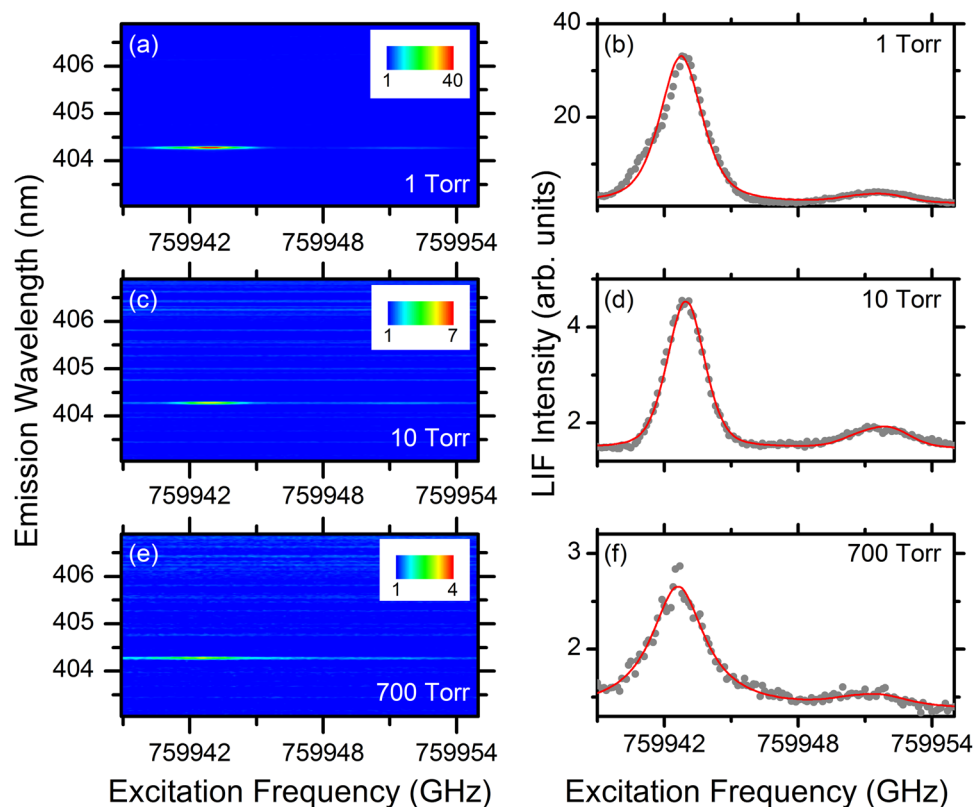 Emission Wavelength (nm)
(a)
406
405
404
1 40
1 Torr
759942 759948 759954
(c)
406
405
404
1 7
10 Torr
759942 759948 759954
(e)
406
405
404
1 4
700 Torr
759942 759948 759954
Excitation Frequency (GHz)
LIF Intensity (arb. units)
(b)
1 Torr
40
20
(d)
10 Torr
4
2
759942 759948 759954
(f)
700 Torr
3
2
759942 759948 759954
Excitation Frequency (GHz)